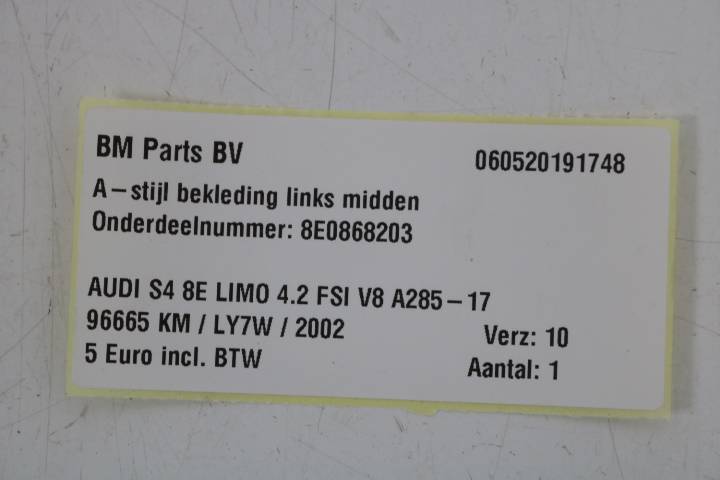 BM Parts BV 060520191748
A-stijl bekleding links midden
Onderdeelnummer: 8E0868203
AUDI S4 8E LIMO 4.2 FSI V8 A285-17
96665 KM / LY7W / 2002 Verz: 10
5 Euro incl. BTW Aantal: 1